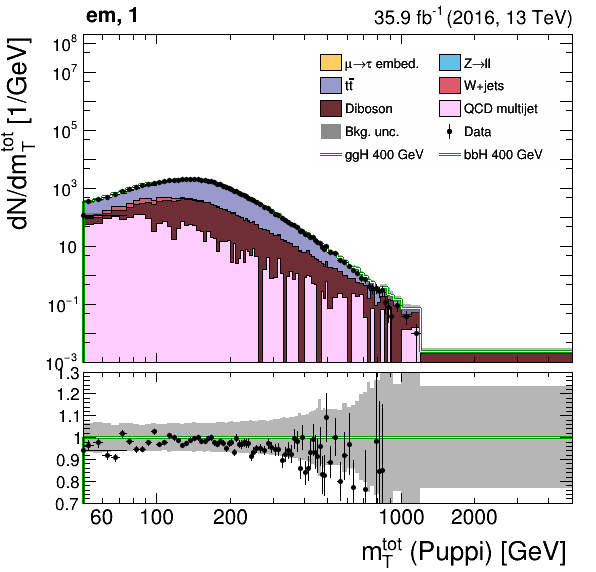 em, 1 35.9 fb⁻¹ (2016, 13 TeV)
dN/dm_T^tot [1/GeV]
10⁸
10⁷
10⁵
10³
10
10⁻¹
10⁻³
μ→τ embed. Z→ll
tt̅ W+jets
Diboson QCD multijet
Bkg. unc. Data
ggH 400 GeV bbH 400 GeV
1.3
1.2
1.1
1
0.9
0.8
0.7
60 100 200 1000 2000
m_T^tot (Puppi) [GeV]